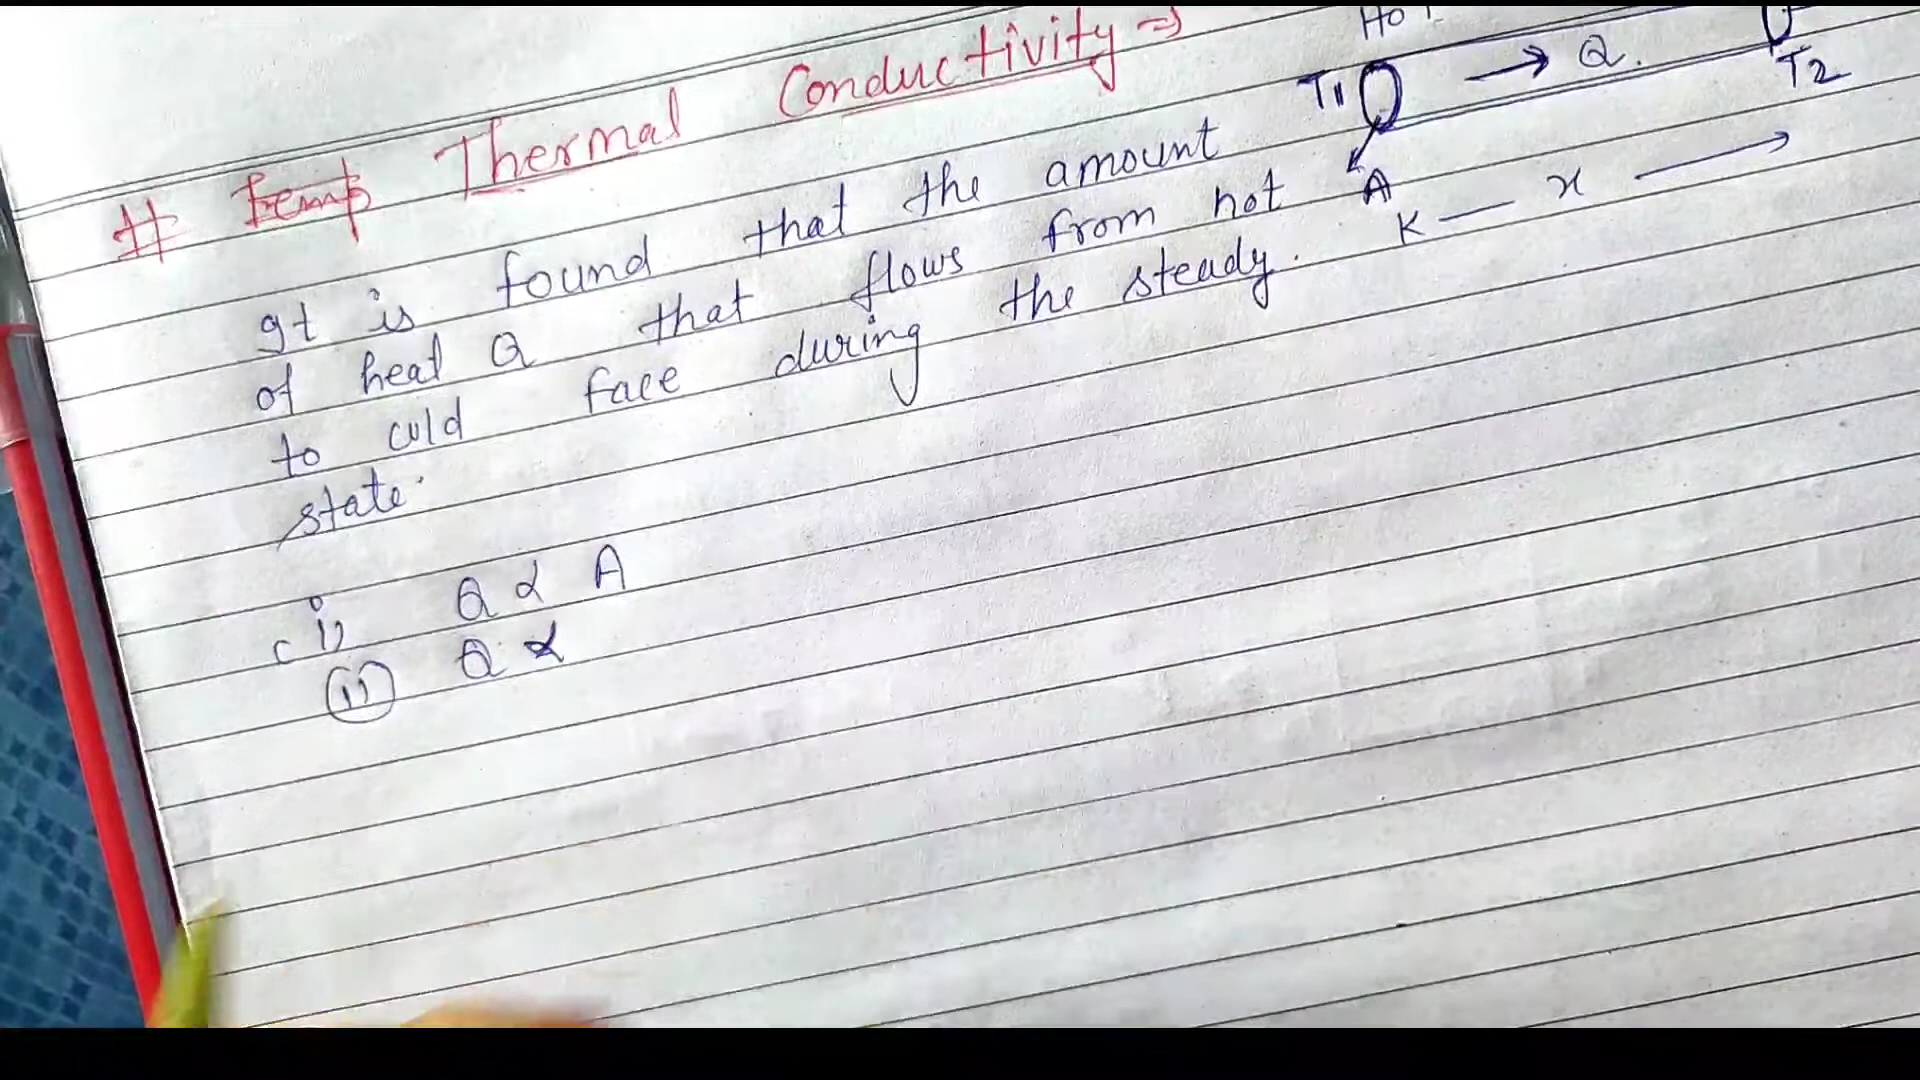 # Temp Thermal Conductivity ⇒
It is found that the amount
of heat Q that flows from hot
to cold face during the steady.
state.
(i) Q α A
(ii) Q α
Hot
T1 → Q.
T2
A
K — x →